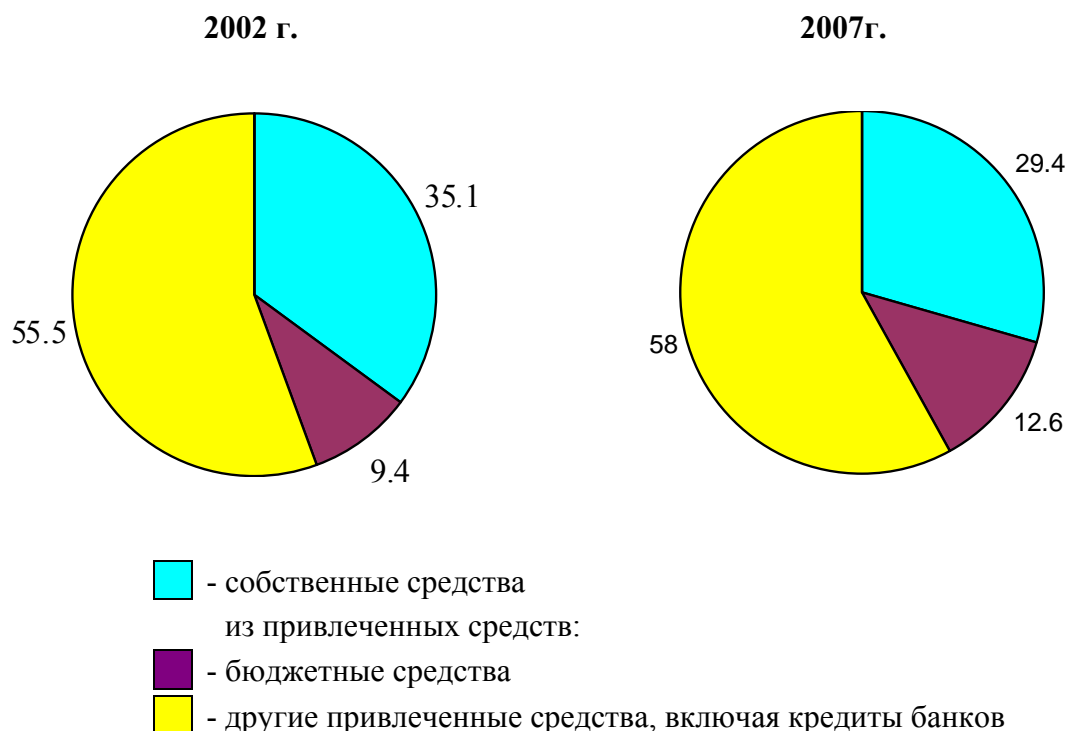 2002 г.
2007г.
35.1
55.5
9.4
29.4
58
12.6
- собственные средства
из привлеченных средств:
- бюджетные средства
- другие привлеченные средства, включая кредиты банков